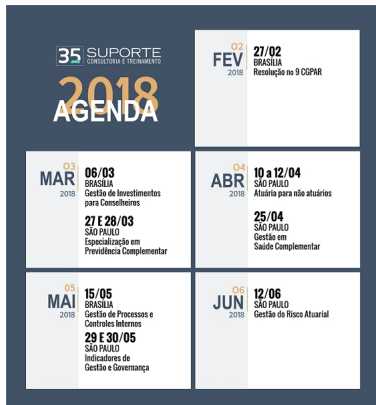 35 SUPORTE
CONSULTORIA E TREINAMENTO
2018
AGENDA
02
FEV
2018
27/02
BRASÍLIA
Resolução no 9 CGPAR
03
MAR
2018
06/03
BRASÍLIA
Gestão de Investimentos
para Conselheiros
27 E 28/03
SÃO PAULO
Especialização em
Previdência Complementar
04
ABR
2018
10 a 12/04
SÃO PAULO
Atuária para não atuários
25/04
SÃO PAULO
Gestão em
Saúde Complementar
05
MAI
2018
15/05
BRASÍLIA
Gestão de Processos e
Controles Internos
29 E 30/05
SÃO PAULO
Indicadores de
Gestão e Governança
06
JUN
2018
12/06
SÃO PAULO
Gestão do Risco Atuarial